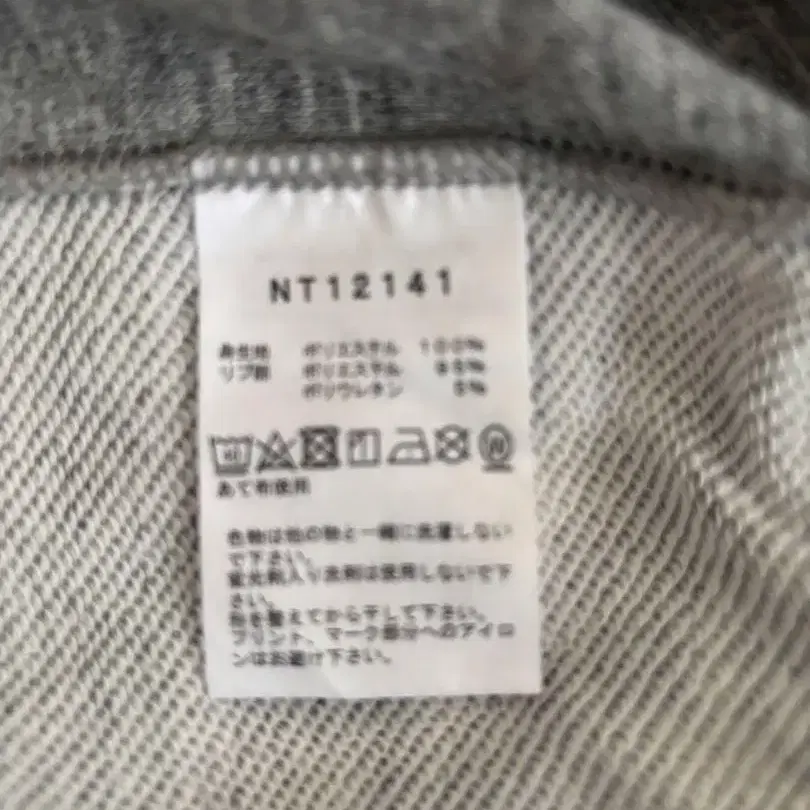 NT12141
身生地 ポリエステル 100%
リブ部 ポリエステル 95%
ポリウレタン 5%
あて布使用
色物は他の物と一緒に洗濯しない
で下さい。
蛍光剤入り洗剤は使用しないで下
さい。
形を整えてから干して下さい。
プリント、マーク部分へのアイロ
ンはお避け下さい。